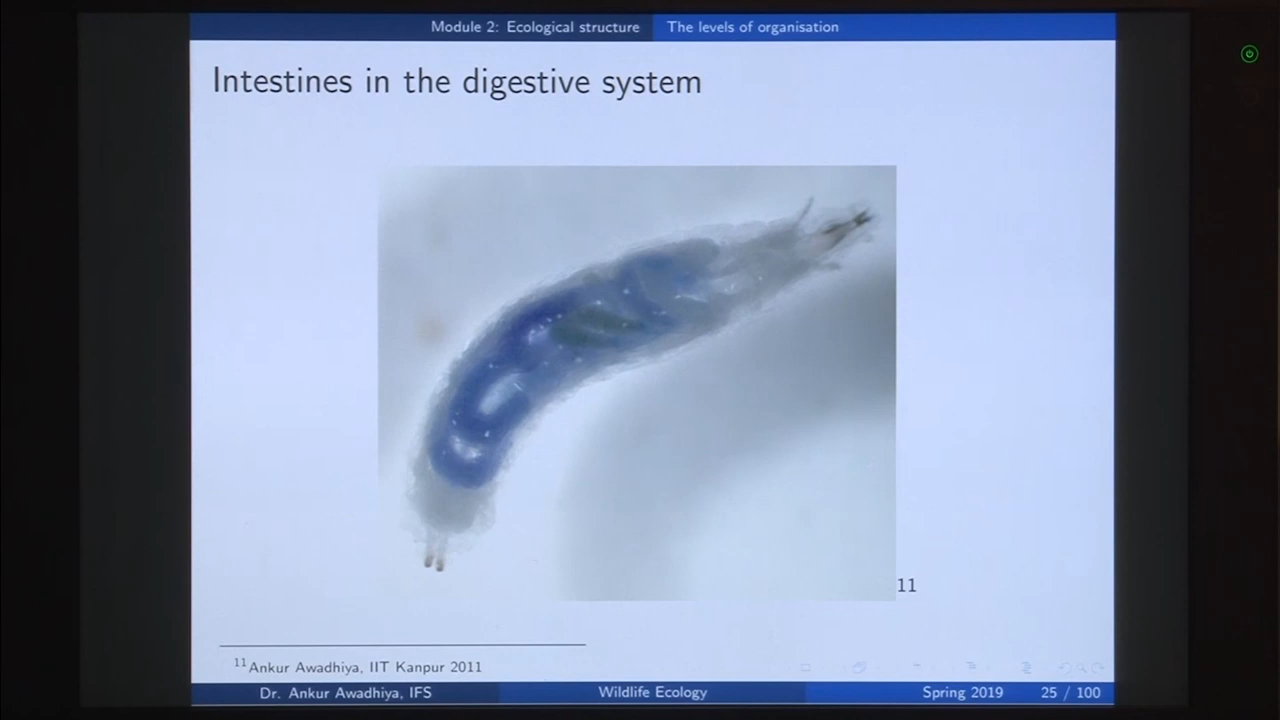 Module 2: Ecological structure The levels of organisation
Intestines in the digestive system
11
11 Ankur Awadhiya, IIT Kanpur 2011
Dr. Ankur Awadhiya, IFS Wildlife Ecology Spring 2019 25 / 100